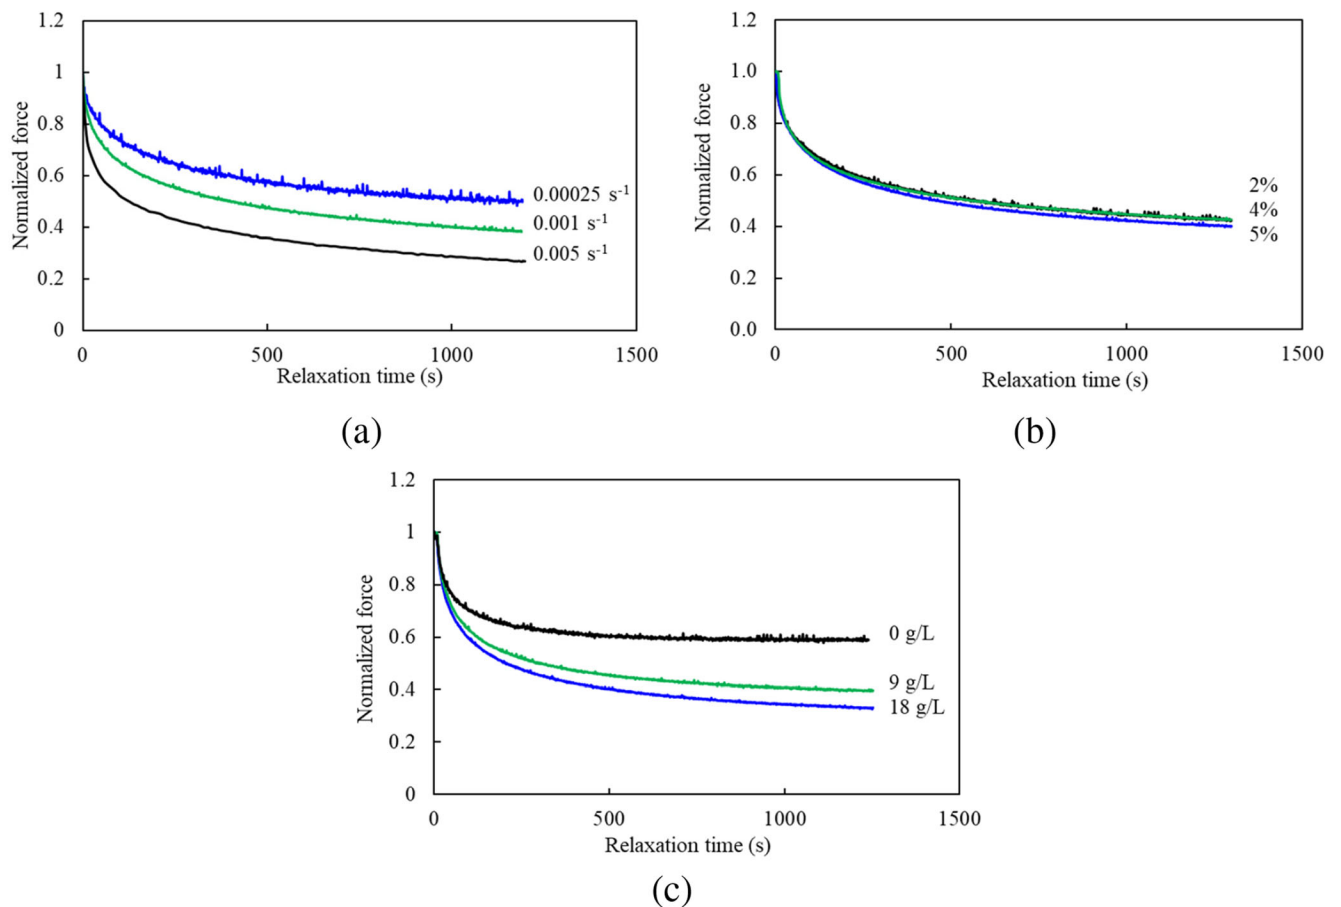 1.2
1
0.8
0.6
0.4
0.2
0
Normalized force
0.00025 s-1
0.001 s-1
0.005 s-1
0 500 1000 1500
Relaxation time (s)
(a)
1.2
1.0
0.8
0.6
0.4
0.2
0.0
Normalized force
2%
4%
5%
0 500 1000 1500
Relaxation time (s)
(b)
1.2
1
0.8
0.6
0.4
0.2
0
Normalized force
0 g/L
9 g/L
18 g/L
0 500 1000 1500
Relaxation time (s)
(c)